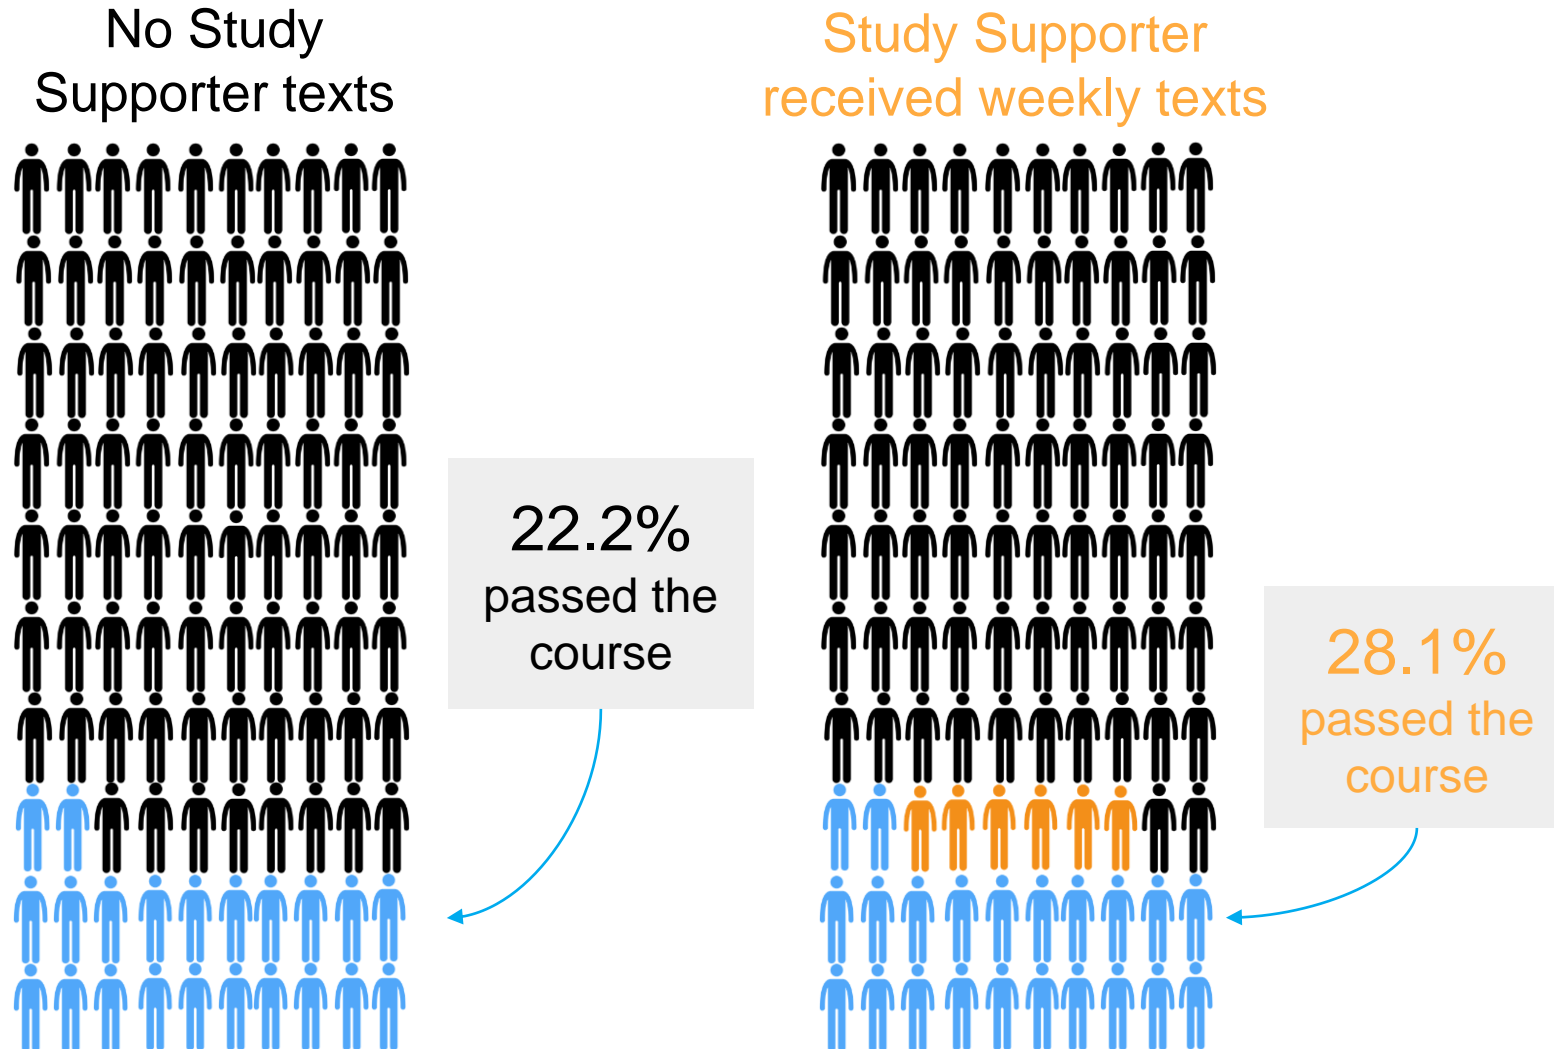 No Study
Supporter texts
Study Supporter
received weekly texts
22.2%
passed the
course
28.1%
passed the
course